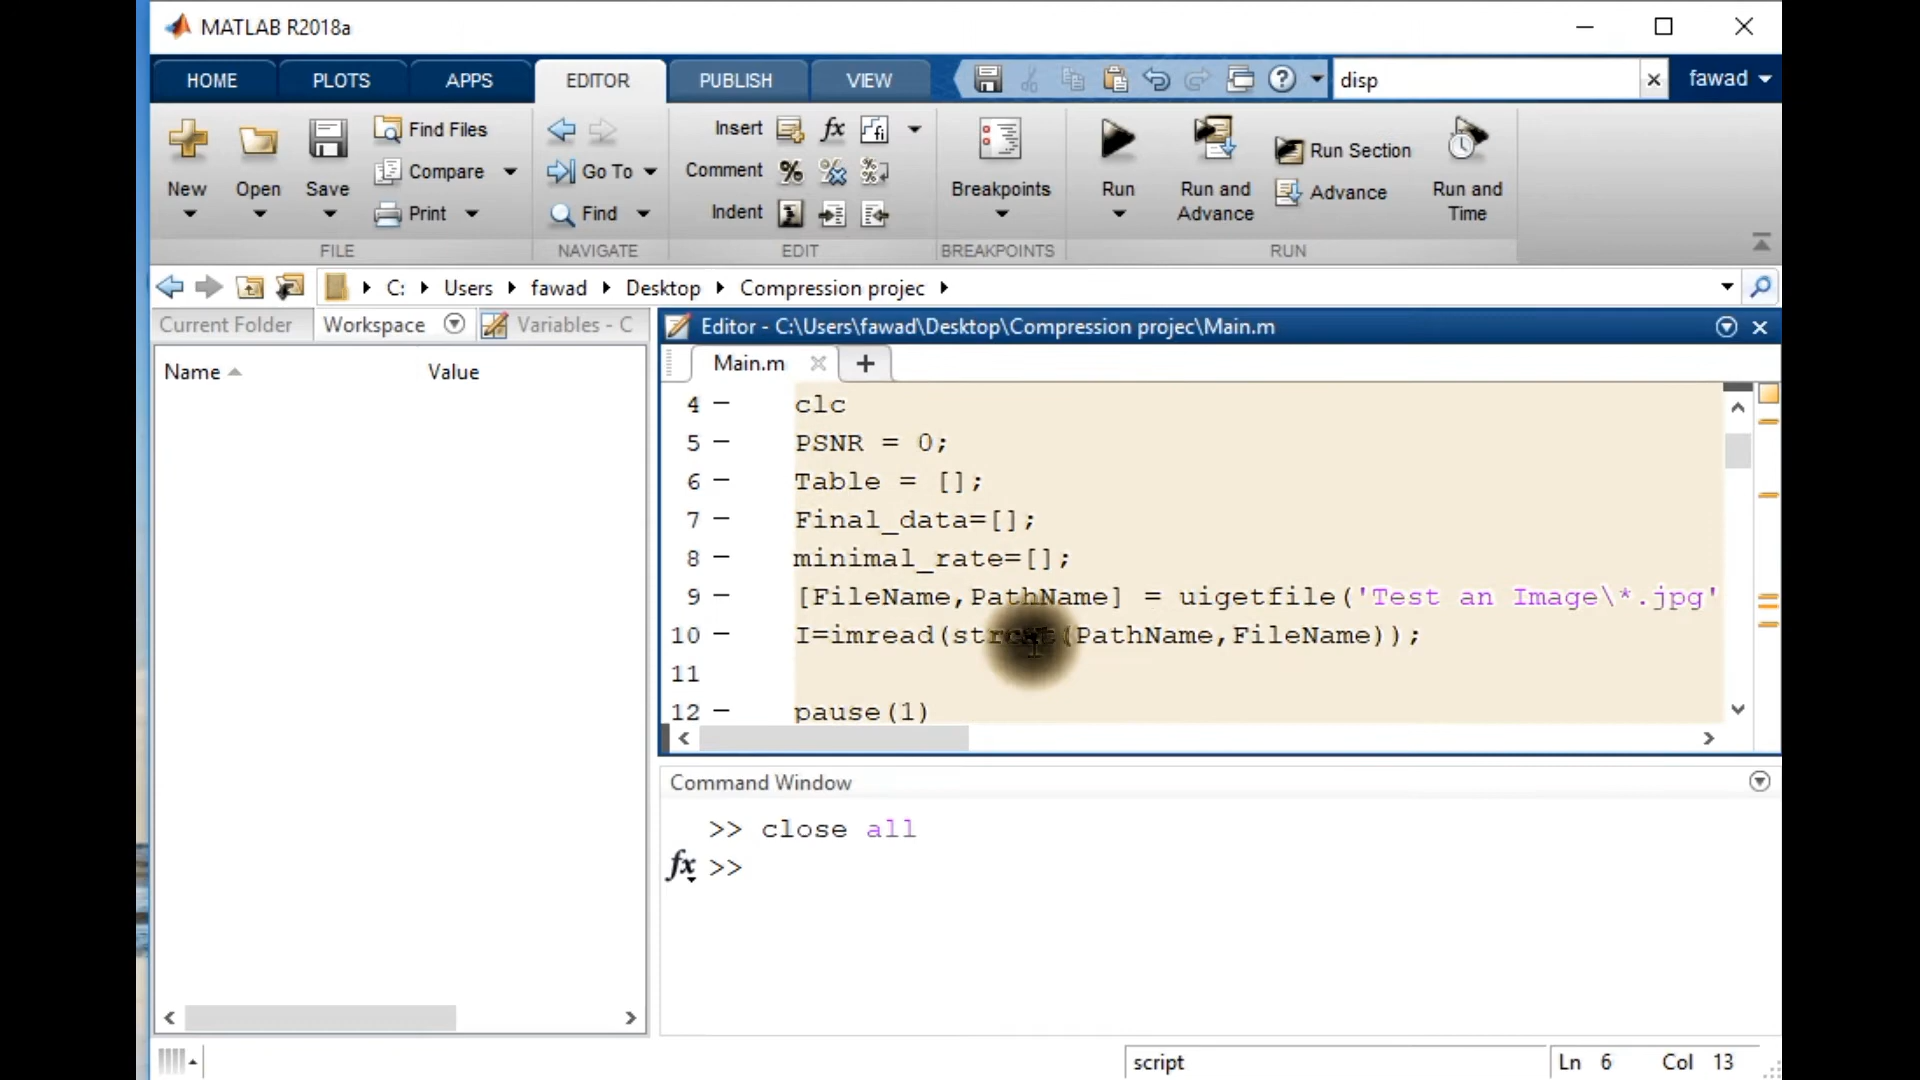 MATLAB R2018a
HOME PLOTS APPS EDITOR PUBLISH VIEW disp fawad
New Open Save Find Files Compare Print
FILE
Go To Find
NAVIGATE
Insert fx fi
Comment % % %
Indent
EDIT
Breakpoints
BREAKPOINTS
Run Run and Advance Run Section Advance Run and Time
RUN
C: Users fawad Desktop Compression projec
Current Folder Workspace Variables - C
Name Value
Editor - C:\Users\fawad\Desktop\Compression projec\Main.m
Main.m +
4 – clc
5 – PSNR = 0;
6 – Table = [];
7 – Final_data=[];
8 – minimal_rate=[];
9 – [FileName,PathName] = uigetfile('Test an Image\*.jpg'
10 – I=imread(strcat(PathName,FileName));
11
12 – pause(1)
Command Window
>> close all
fx >>
script Ln 6 Col 13